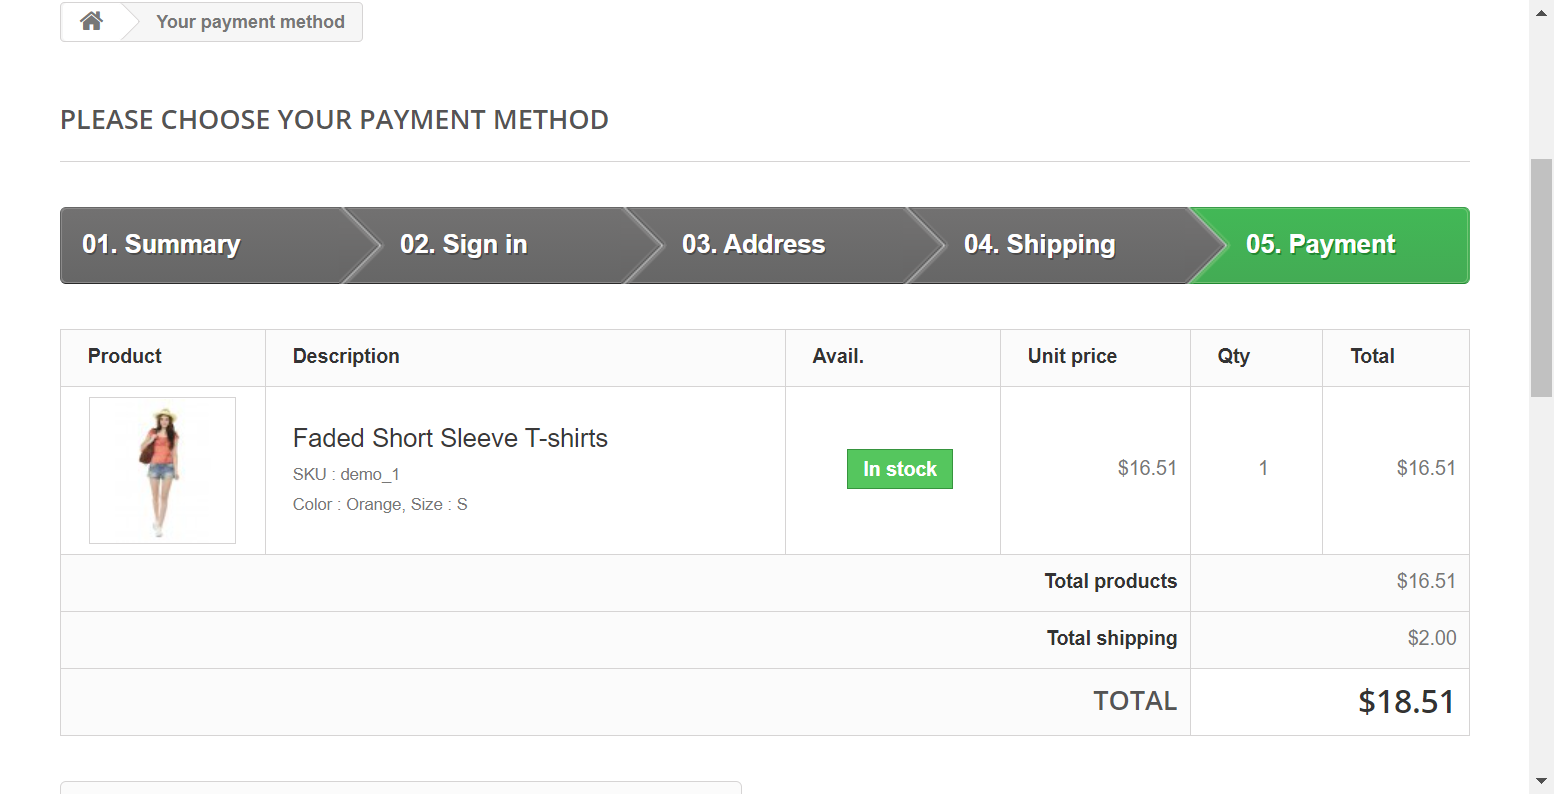 Your payment method
PLEASE CHOOSE YOUR PAYMENT METHOD
01. Summary 02. Sign in 03. Address 04. Shipping 05. Payment
Product Description Avail. Unit price Qty Total
Faded Short Sleeve T-shirts
SKU : demo_1
Color : Orange, Size : S
In stock $16.51 1 $16.51
Total products $16.51
Total shipping $2.00
TOTAL $18.51